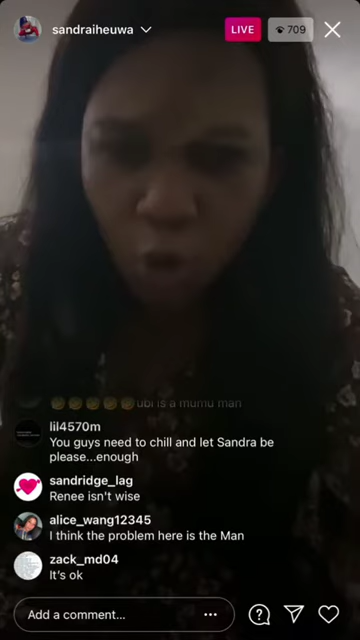 sandraiheuwa
LIVE
709
ubi is a mumu man
lil4570m
You guys need to chill and let Sandra be
please...enough
sandridge_lag
Renee isn't wise
alice_wang12345
I think the problem here is the Man
zack_md04
It's ok
Add a comment...